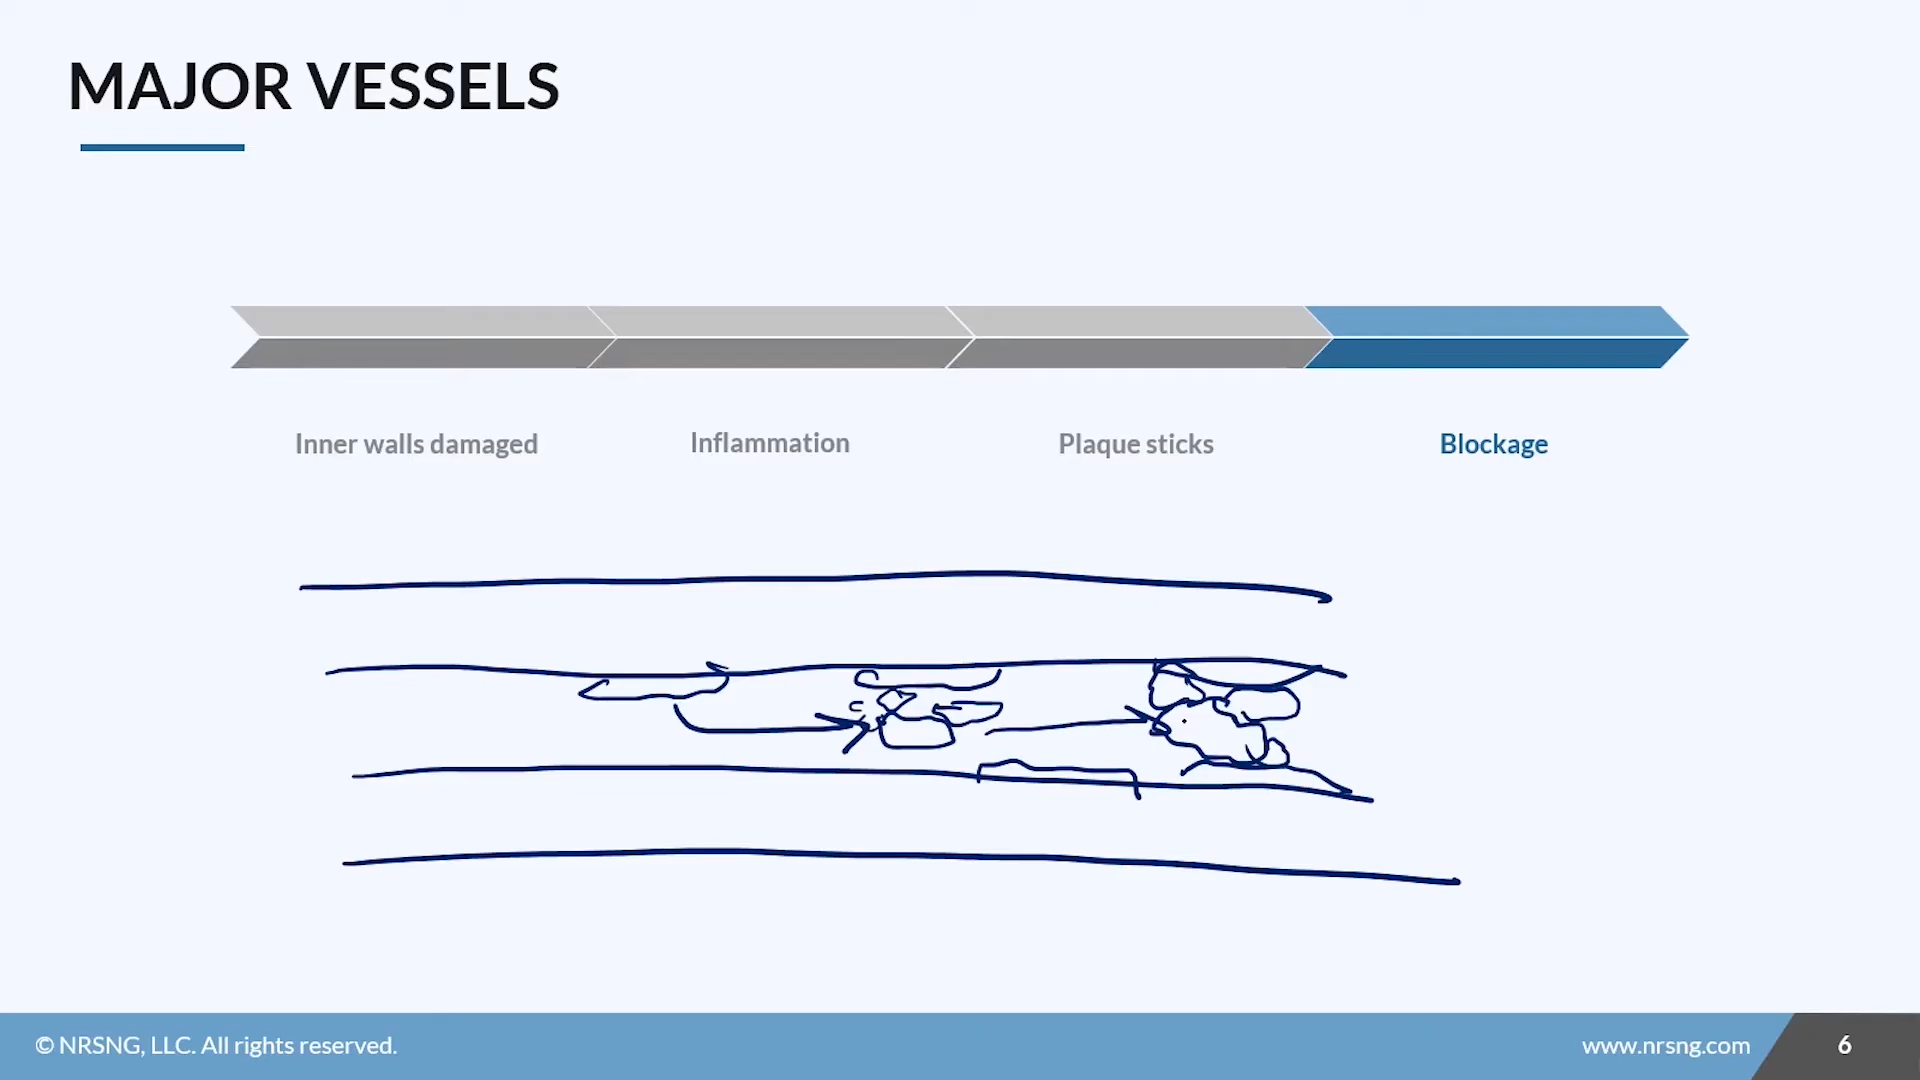 MAJOR VESSELS
Inner walls damaged
Inflammation
Plaque sticks
Blockage
© NRSNG, LLC. All rights reserved.
www.nrsng.com
6